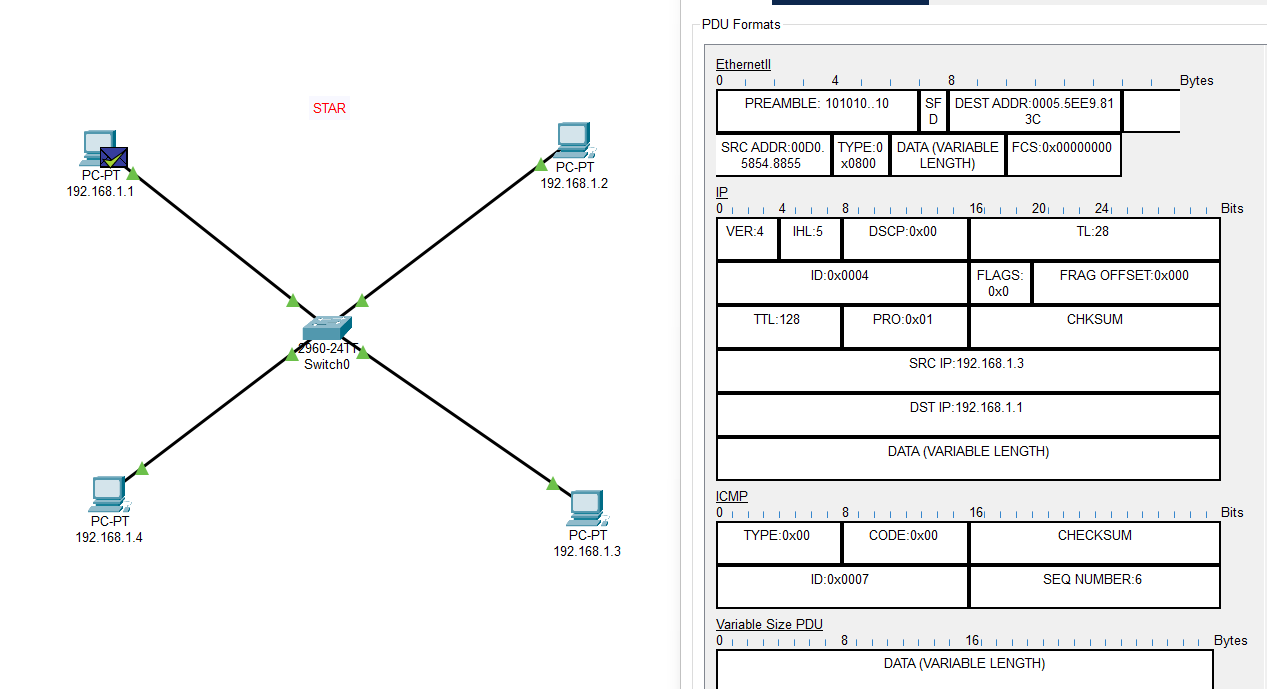 STAR
PC-PT
192.168.1.1
PC-PT
192.168.1.2
2960-24TT
Switch0
PC-PT
192.168.1.4
PC-PT
192.168.1.3
PDU Formats
EthernetII
0 4 8 Bytes
PREAMBLE: 101010..10
SF
D
DEST ADDR:0005.5EE9.81
3C
SRC ADDR:00D0.
5854.8855
TYPE:0
x0800
DATA (VARIABLE
LENGTH)
FCS:0x00000000
IP
0 4 8 16 20 24 Bits
VER:4 IHL:5 DSCP:0x00 TL:28
ID:0x0004
FLAGS:
0x0
FRAG OFFSET:0x000
TTL:128 PRO:0x01 CHKSUM
SRC IP:192.168.1.3
DST IP:192.168.1.1
DATA (VARIABLE LENGTH)
ICMP
0 8 16 Bits
TYPE:0x00 CODE:0x00 CHECKSUM
ID:0x0007 SEQ NUMBER:6
Variable Size PDU
0 8 16 Bytes
DATA (VARIABLE LENGTH)